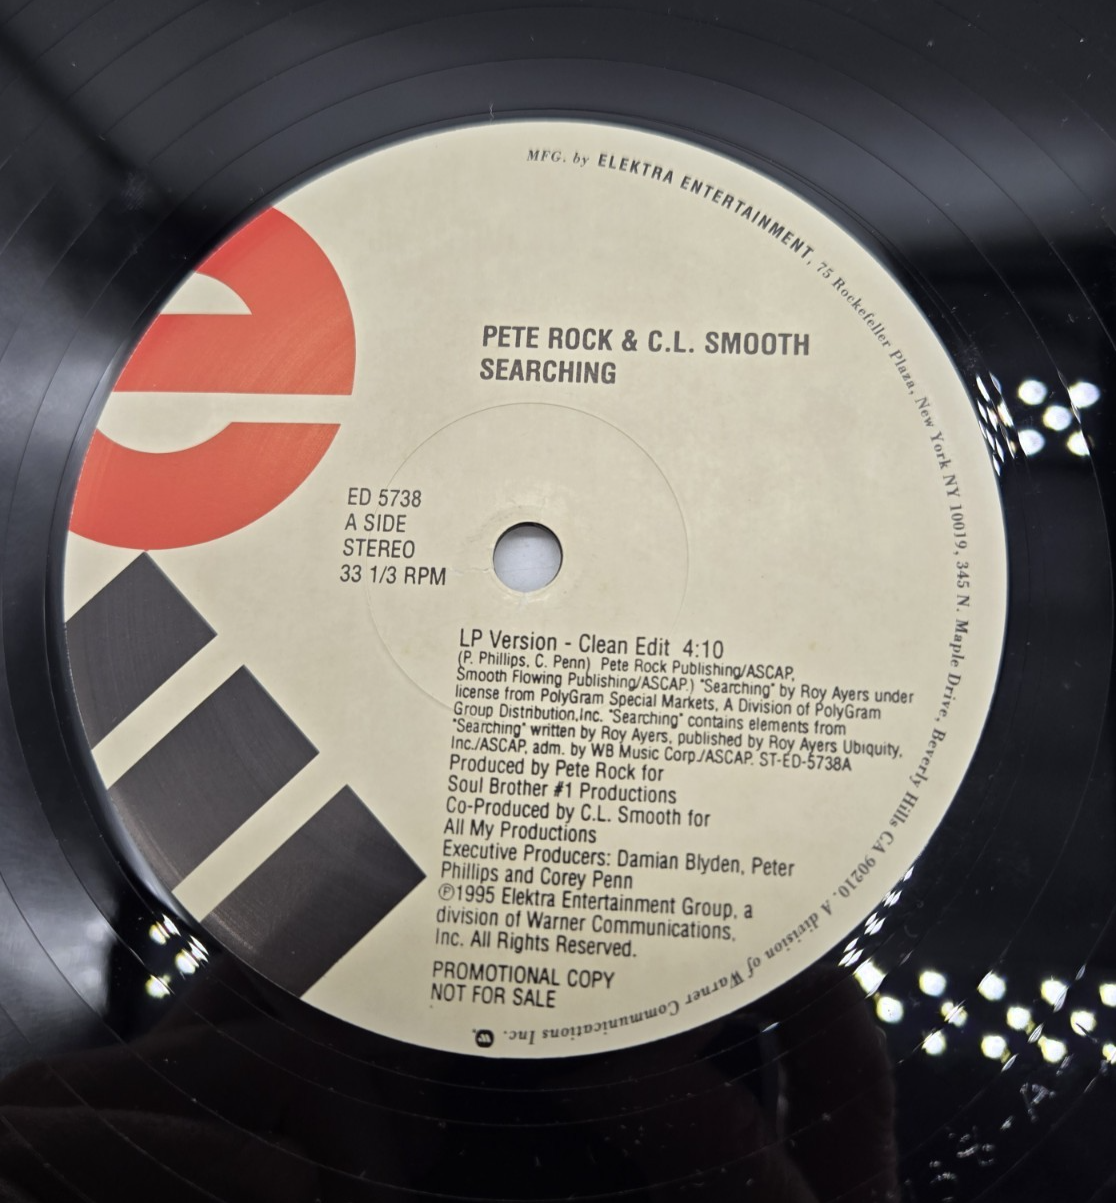 MFG. by ELEKTRA ENTERTAINMENT, 75 Rockefeller Plaza, New York NY 10019, 345 N. Maple Drive, Beverly Hills CA 90210. A division of Warner Communications Inc.
e
PETE ROCK & C.L. SMOOTH
SEARCHING
ED 5738
A SIDE
STEREO
33 1/3 RPM
LP Version - Clean Edit 4:10
(P. Phillips, C. Penn) Pete Rock Publishing/ASCAP,
Smooth Flowing Publishing/ASCAP.) "Searching" by Roy Ayers under
license from PolyGram Special Markets, A Division of PolyGram
Group Distribution,Inc. "Searching" contains elements from
"Searching" written by Roy Ayers, published by Roy Ayers Ubiquity,
Inc./ASCAP, adm. by WB Music Corp./ASCAP. ST-ED-5738A
Produced by Pete Rock for
Soul Brother #1 Productions
Co-Produced by C.L. Smooth for
All My Productions
Executive Producers: Damian Blyden, Peter
Phillips and Corey Penn
℗1995 Elektra Entertainment Group, a
division of Warner Communications,
Inc. All Rights Reserved.
PROMOTIONAL COPY
NOT FOR SALE